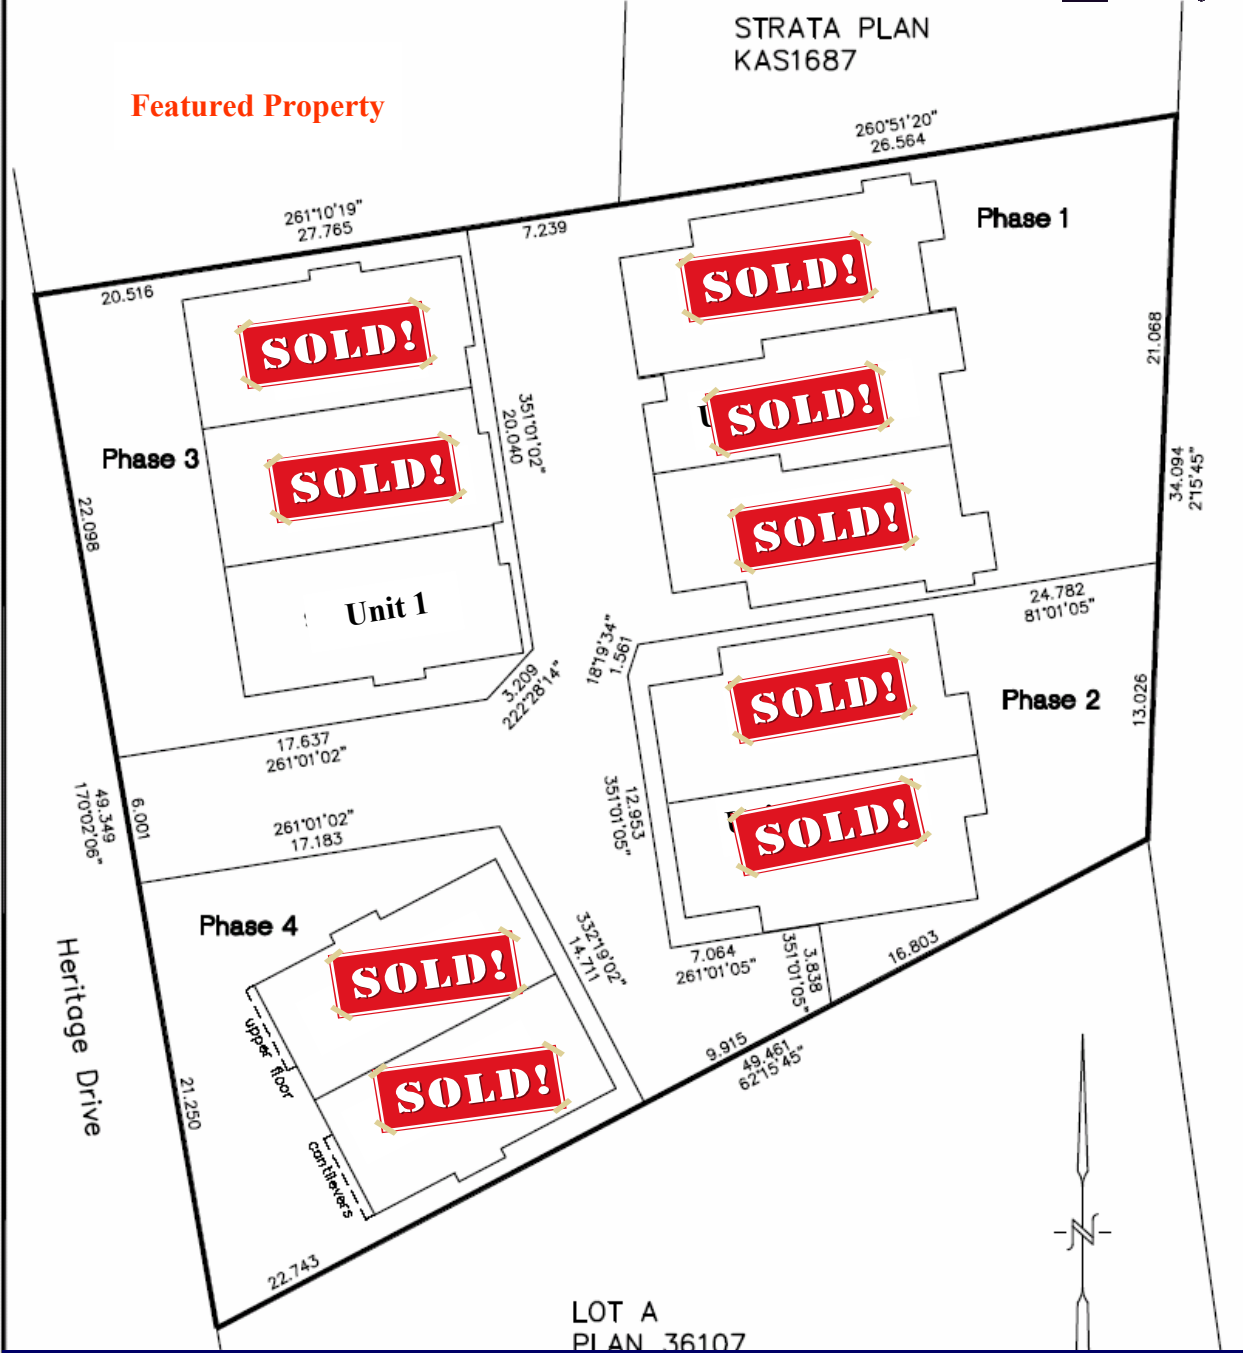 STRATA PLAN
KAS1687
Featured Property
260°51'20"
26.564
261°10'19"
27.765
7.239
20.516
Phase 1
SOLD!
SOLD!
SOLD!
21.068
34.094
2°15'45"
Phase 3
SOLD!
SOLD!
Unit 1
351°01'02"
20.040
22.098
24.782
81°01'05"
18°19'34"
1.561
3.209
222°28'14"
Phase 2
SOLD!
SOLD!
13.026
17.637
261°01'02"
6.001
49.349
170°02'06"
12.953
351°01'05"
261°01'02"
17.183
Phase 4
SOLD!
SOLD!
332°19'02"
14.711
7.064
261°01'05"
3.838
351°01'05"
16.803
Heritage Drive
upper floor
cantilevers
21.250
9.915
49.461
62°15'45"
22.743
N
LOT A
PLAN 36107